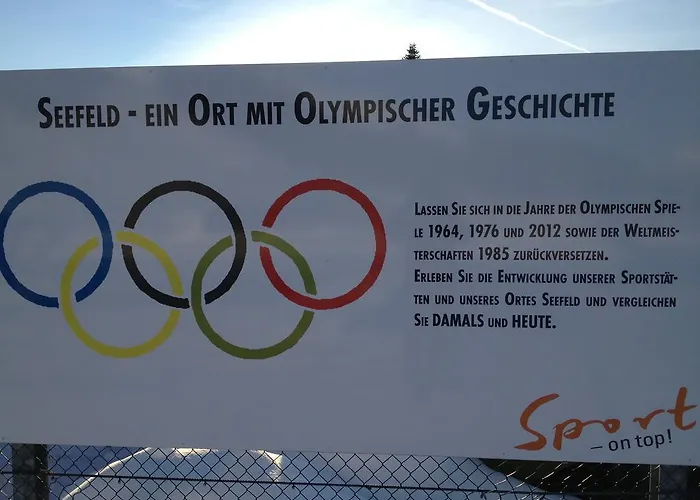 SEEFELD - EIN ORT MIT OLYMPISCHER GESCHICHTE
LASSEN SIE SICH IN DIE JAHRE DER OLYMPISCHEN SPIE-
LE 1964, 1976 UND 2012 SOWIE DER WELTMEIS-
TERSCHAFTEN 1985 ZURÜCKVERSETZEN.
ERLEBEN SIE DIE ENTWICKLUNG UNSERER SPORTSTÄT-
TEN UND UNSERES ORTES SEEFELD UND VERGLEICHEN
SIE DAMALS UND HEUTE.
Sport
– on top!